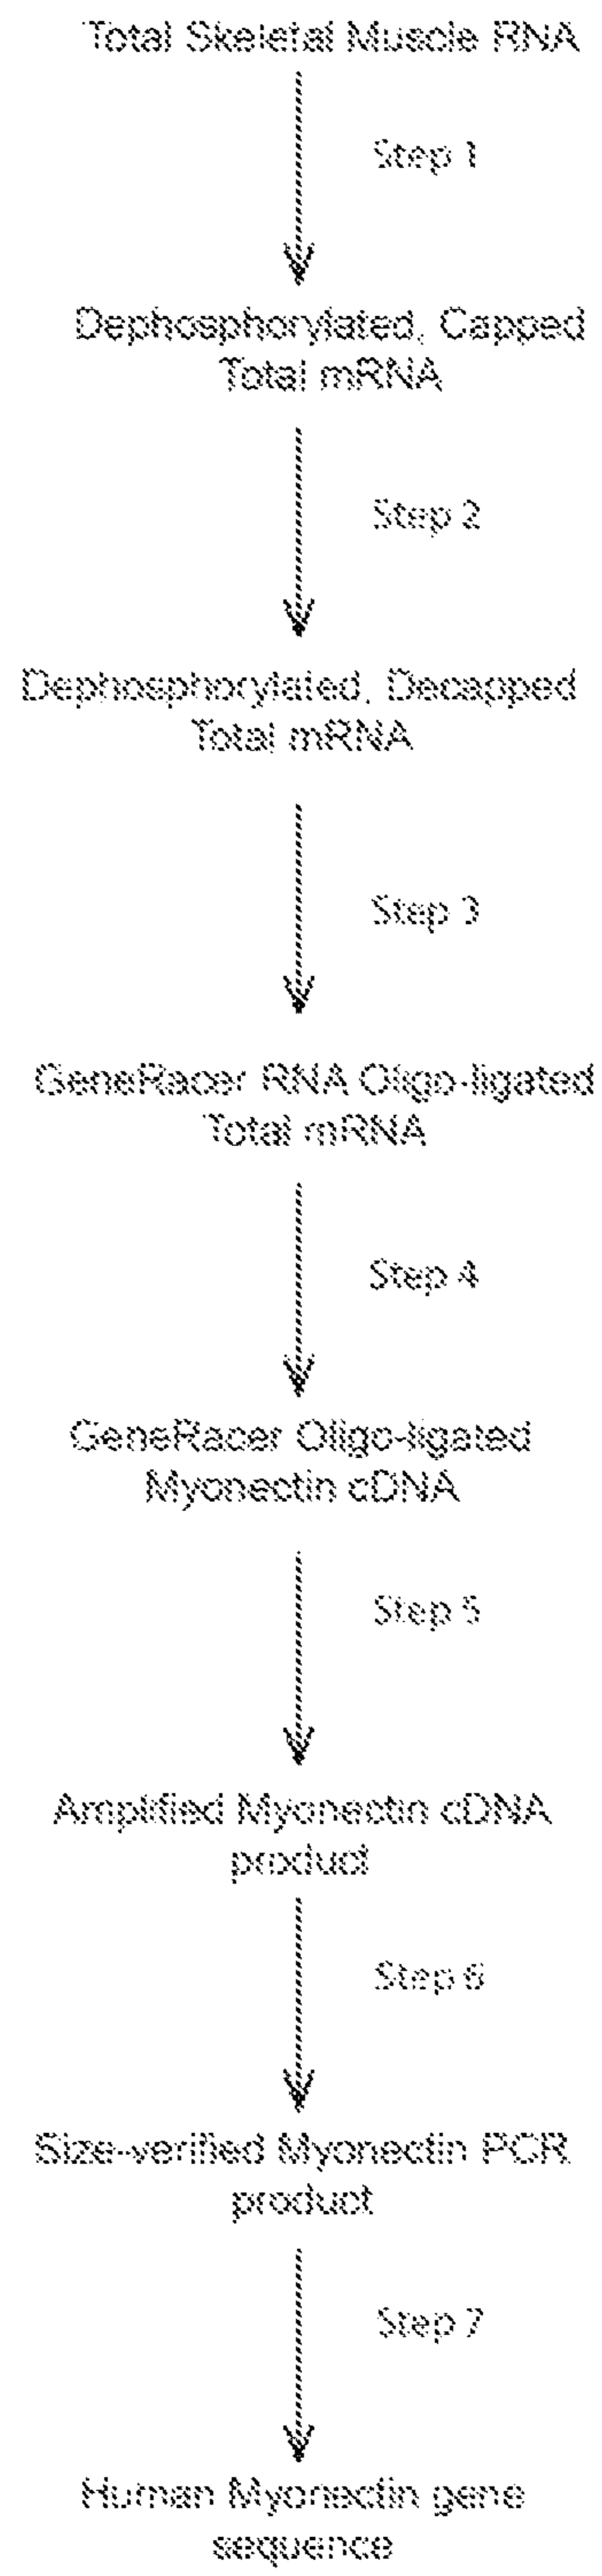 Total Skeletal Muscle RNA
Step 1
Dephosphorylated, Capped
Total mRNA
Step 2
Dephosphorylated, Decapped
Total mRNA
Step 3
GeneRacer RNA Oligo-ligated
Total mRNA
Step 4
GeneRacer Oligo-ligated
Myonectin cDNA
Step 5
Amplified Myonectin cDNA
product
Step 6
Size-verified Myonectin PCR
product
Step 7
Human Myonectin gene
sequence